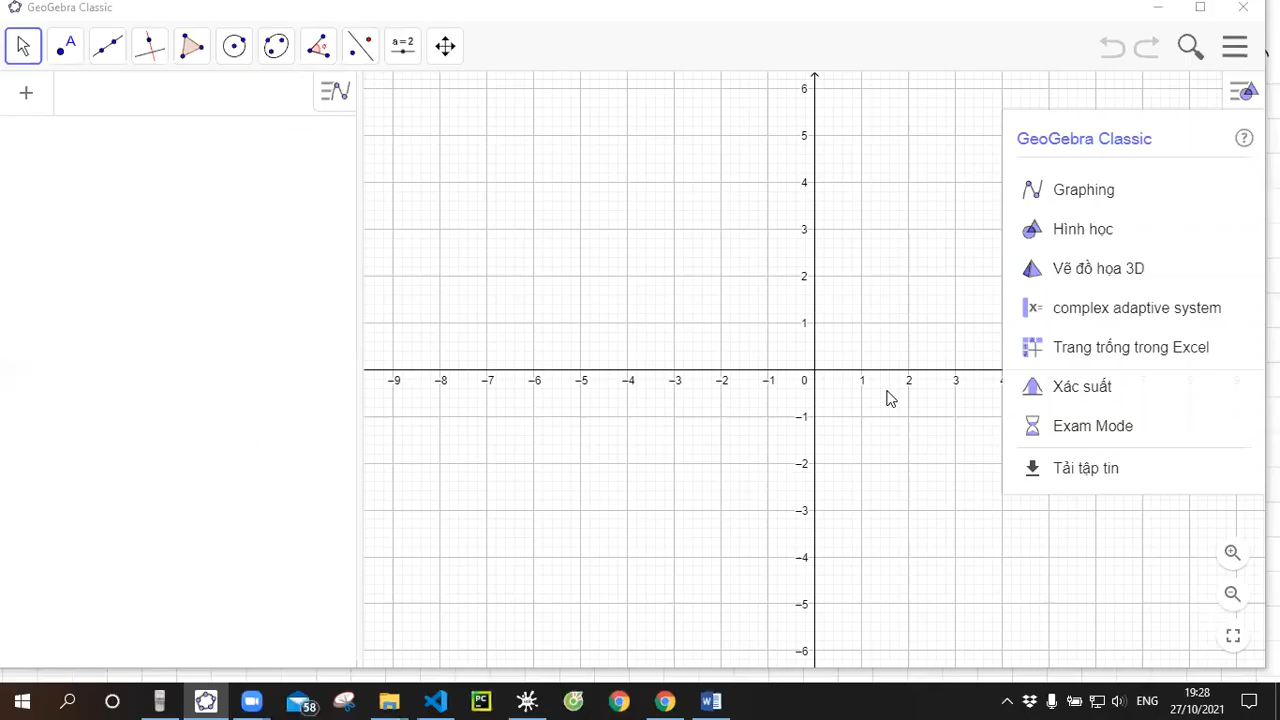 GeoGebra Classic
A
a=2
+
GeoGebra Classic
?
Graphing
Hình học
Vẽ đồ họa 3D
x=
complex adaptive system
Trang trống trong Excel
Xác suất
Exam Mode
Tải tập tin
6
5
4
3
2
1
−9 −8 −7 −6 −5 −4 −3 −2 −1 0 1 2 3
−1
−2
−3
−4
−5
−6
58
PC
ENG
19:28
27/10/2021